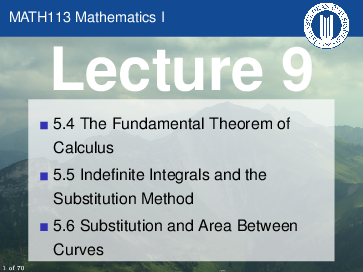 MATH113 Mathematics I
Lecture 9
5.4 The Fundamental Theorem of
Calculus
5.5 Indefinite Integrals and the
Substitution Method
5.6 Substitution and Area Between
Curves
1 of 70